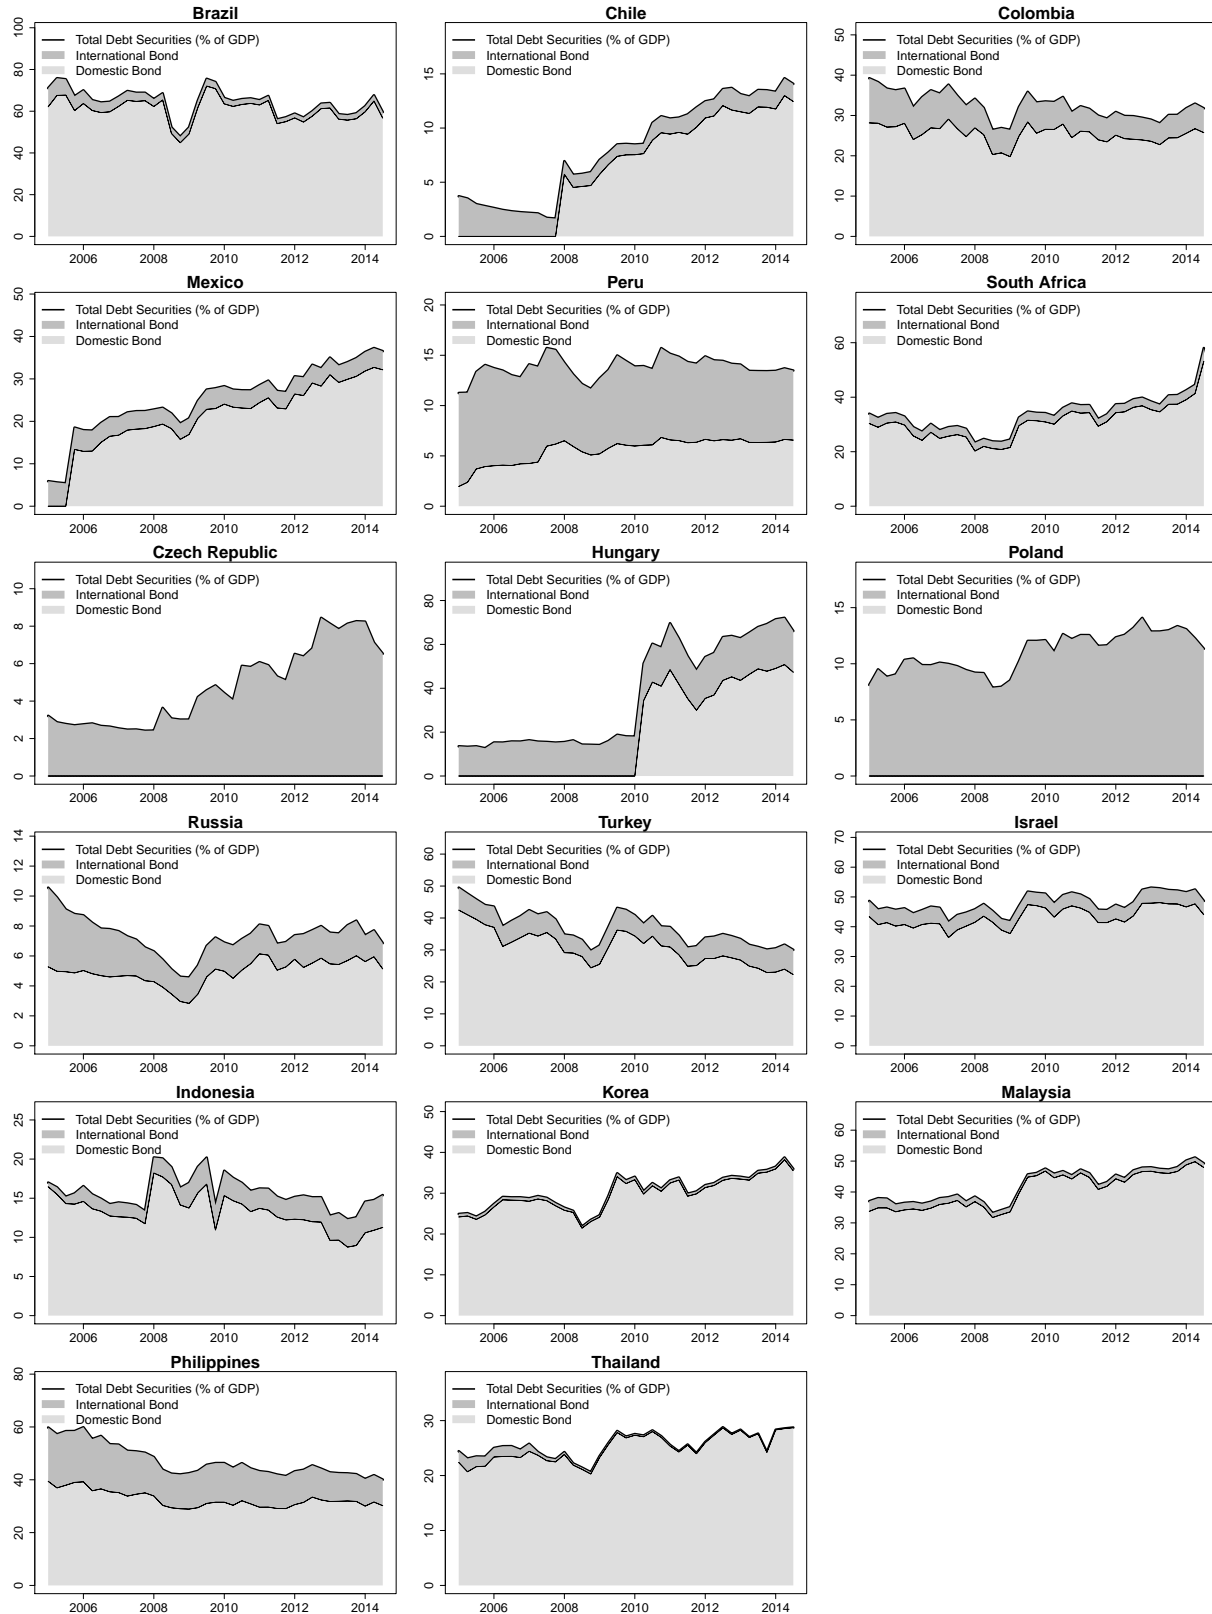 Brazil
Total Debt Securities (% of GDP)
International Bond
Domestic Bond
0 20 40 60 80 100
2006 2008 2010 2012 2014
Chile
Total Debt Securities (% of GDP)
International Bond
Domestic Bond
0 5 10 15
2006 2008 2010 2012 2014
Colombia
Total Debt Securities (% of GDP)
International Bond
Domestic Bond
0 10 20 30 40 50
2006 2008 2010 2012 2014
Mexico
Total Debt Securities (% of GDP)
International Bond
Domestic Bond
0 10 20 30 40 50
2006 2008 2010 2012 2014
Peru
Total Debt Securities (% of GDP)
International Bond
Domestic Bond
0 5 10 15 20
2006 2008 2010 2012 2014
South Africa
Total Debt Securities (% of GDP)
International Bond
Domestic Bond
0 20 40 60
2006 2008 2010 2012 2014
Czech Republic
Total Debt Securities (% of GDP)
International Bond
Domestic Bond
0 2 4 6 8 10
2006 2008 2010 2012 2014
Hungary
Total Debt Securities (% of GDP)
International Bond
Domestic Bond
0 20 40 60 80
2006 2008 2010 2012 2014
Poland
Total Debt Securities (% of GDP)
International Bond
Domestic Bond
0 5 10 15
2006 2008 2010 2012 2014
Russia
Total Debt Securities (% of GDP)
International Bond
Domestic Bond
0 2 4 6 8 10 12 14
2006 2008 2010 2012 2014
Turkey
Total Debt Securities (% of GDP)
International Bond
Domestic Bond
0 10 20 30 40 50 60
2006 2008 2010 2012 2014
Israel
Total Debt Securities (% of GDP)
International Bond
Domestic Bond
0 10 20 30 40 50 60 70
2006 2008 2010 2012 2014
Indonesia
Total Debt Securities (% of GDP)
International Bond
Domestic Bond
0 5 10 15 20 25
2006 2008 2010 2012 2014
Korea
Total Debt Securities (% of GDP)
International Bond
Domestic Bond
0 10 20 30 40 50
2006 2008 2010 2012 2014
Malaysia
Total Debt Securities (% of GDP)
International Bond
Domestic Bond
0 10 20 30 40 50 60
2006 2008 2010 2012 2014
Philippines
Total Debt Securities (% of GDP)
International Bond
Domestic Bond
0 20 40 60 80
2006 2008 2010 2012 2014
Thailand
Total Debt Securities (% of GDP)
International Bond
Domestic Bond
0 10 20 30
2006 2008 2010 2012 2014